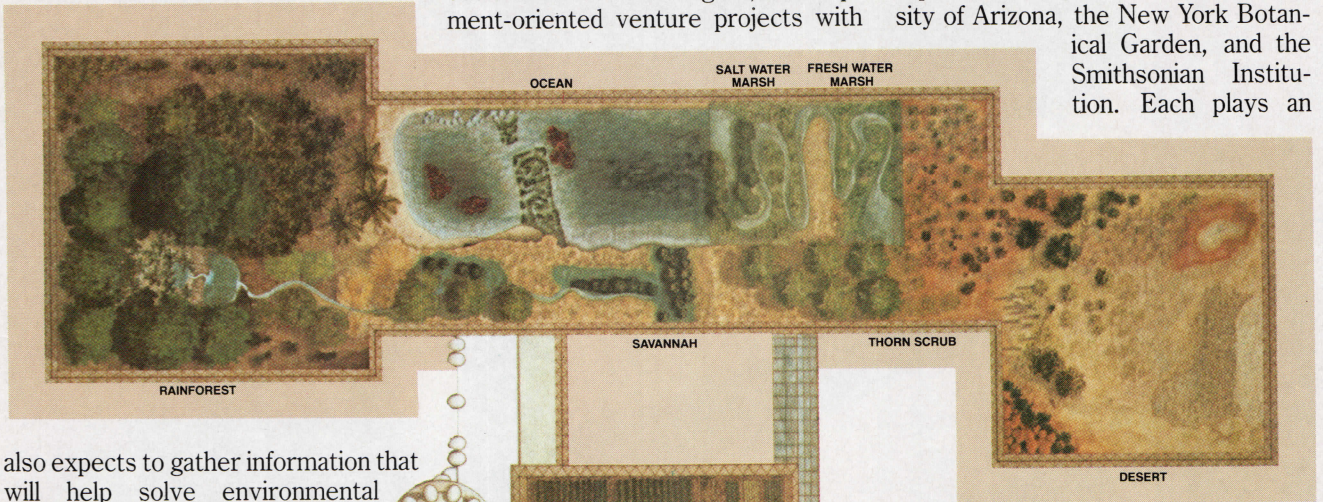 ment-oriented venture projects with
sity of Arizona, the New York Botan-
ical Garden, and the
Smithsonian Institu-
tion. Each plays an
OCEAN
SALT WATER
MARSH
FRESH WATER
MARSH
SAVANNAH
THORN SCRUB
RAINFOREST
DESERT
also expects to gather information that
will help solve environmental